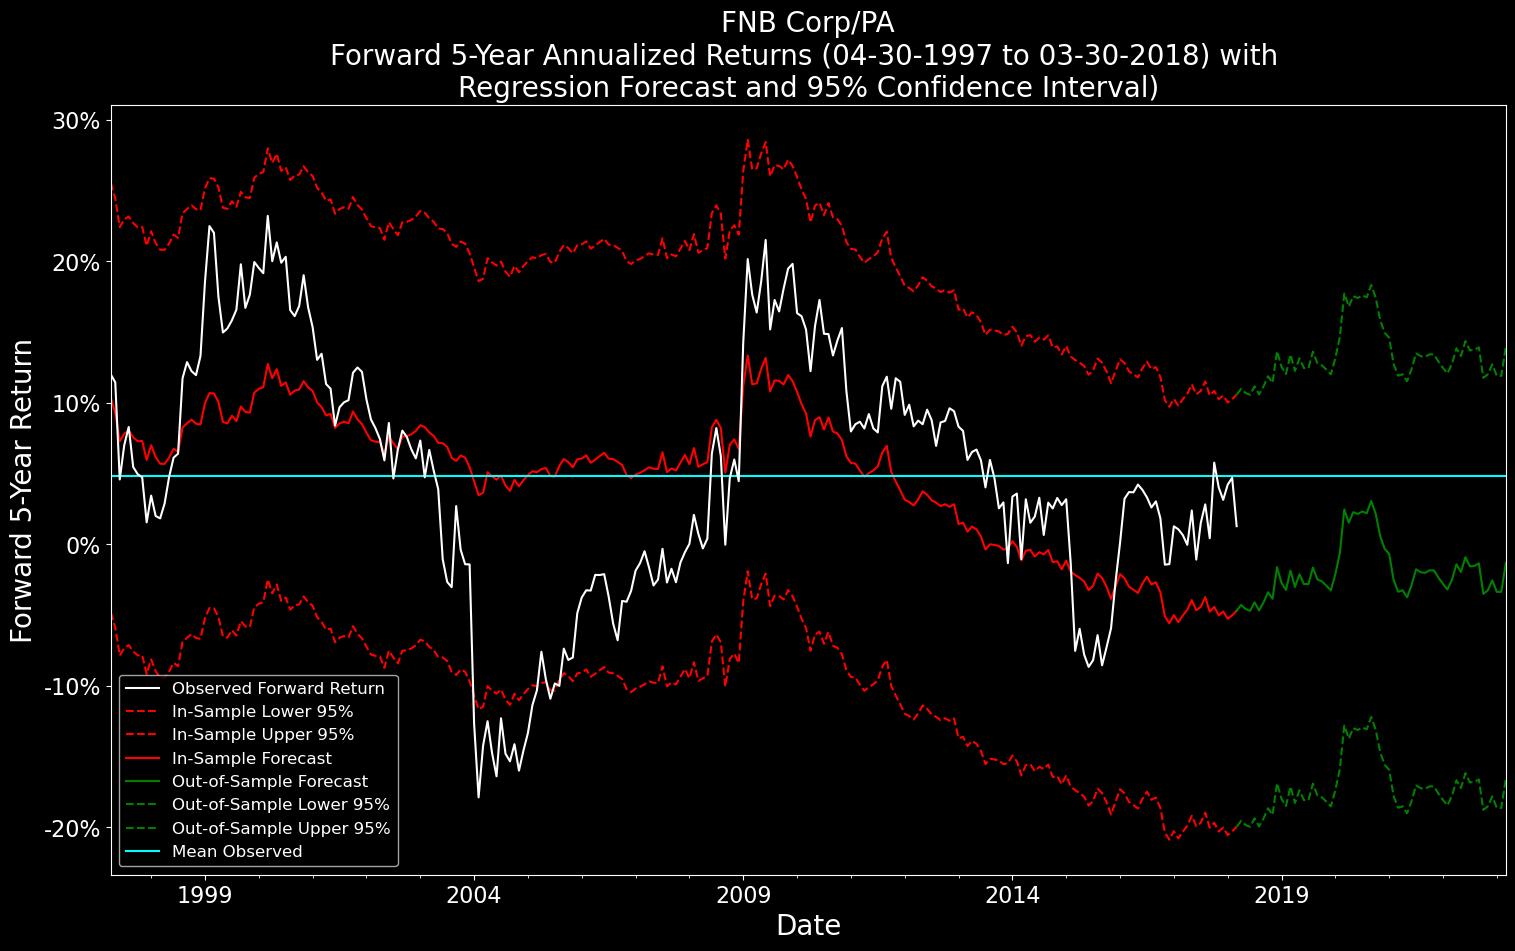 FNB Corp/PA
Forward 5-Year Annualized Returns (04-30-1997 to 03-30-2018) with
Regression Forecast and 95% Confidence Interval)
Forward 5-Year Return
30%
20%
10%
0%
-10%
-20%
Observed Forward Return
In-Sample Lower 95%
In-Sample Upper 95%
In-Sample Forecast
Out-of-Sample Forecast
Out-of-Sample Lower 95%
Out-of-Sample Upper 95%
Mean Observed
1999 2004 2009 2014 2019
Date